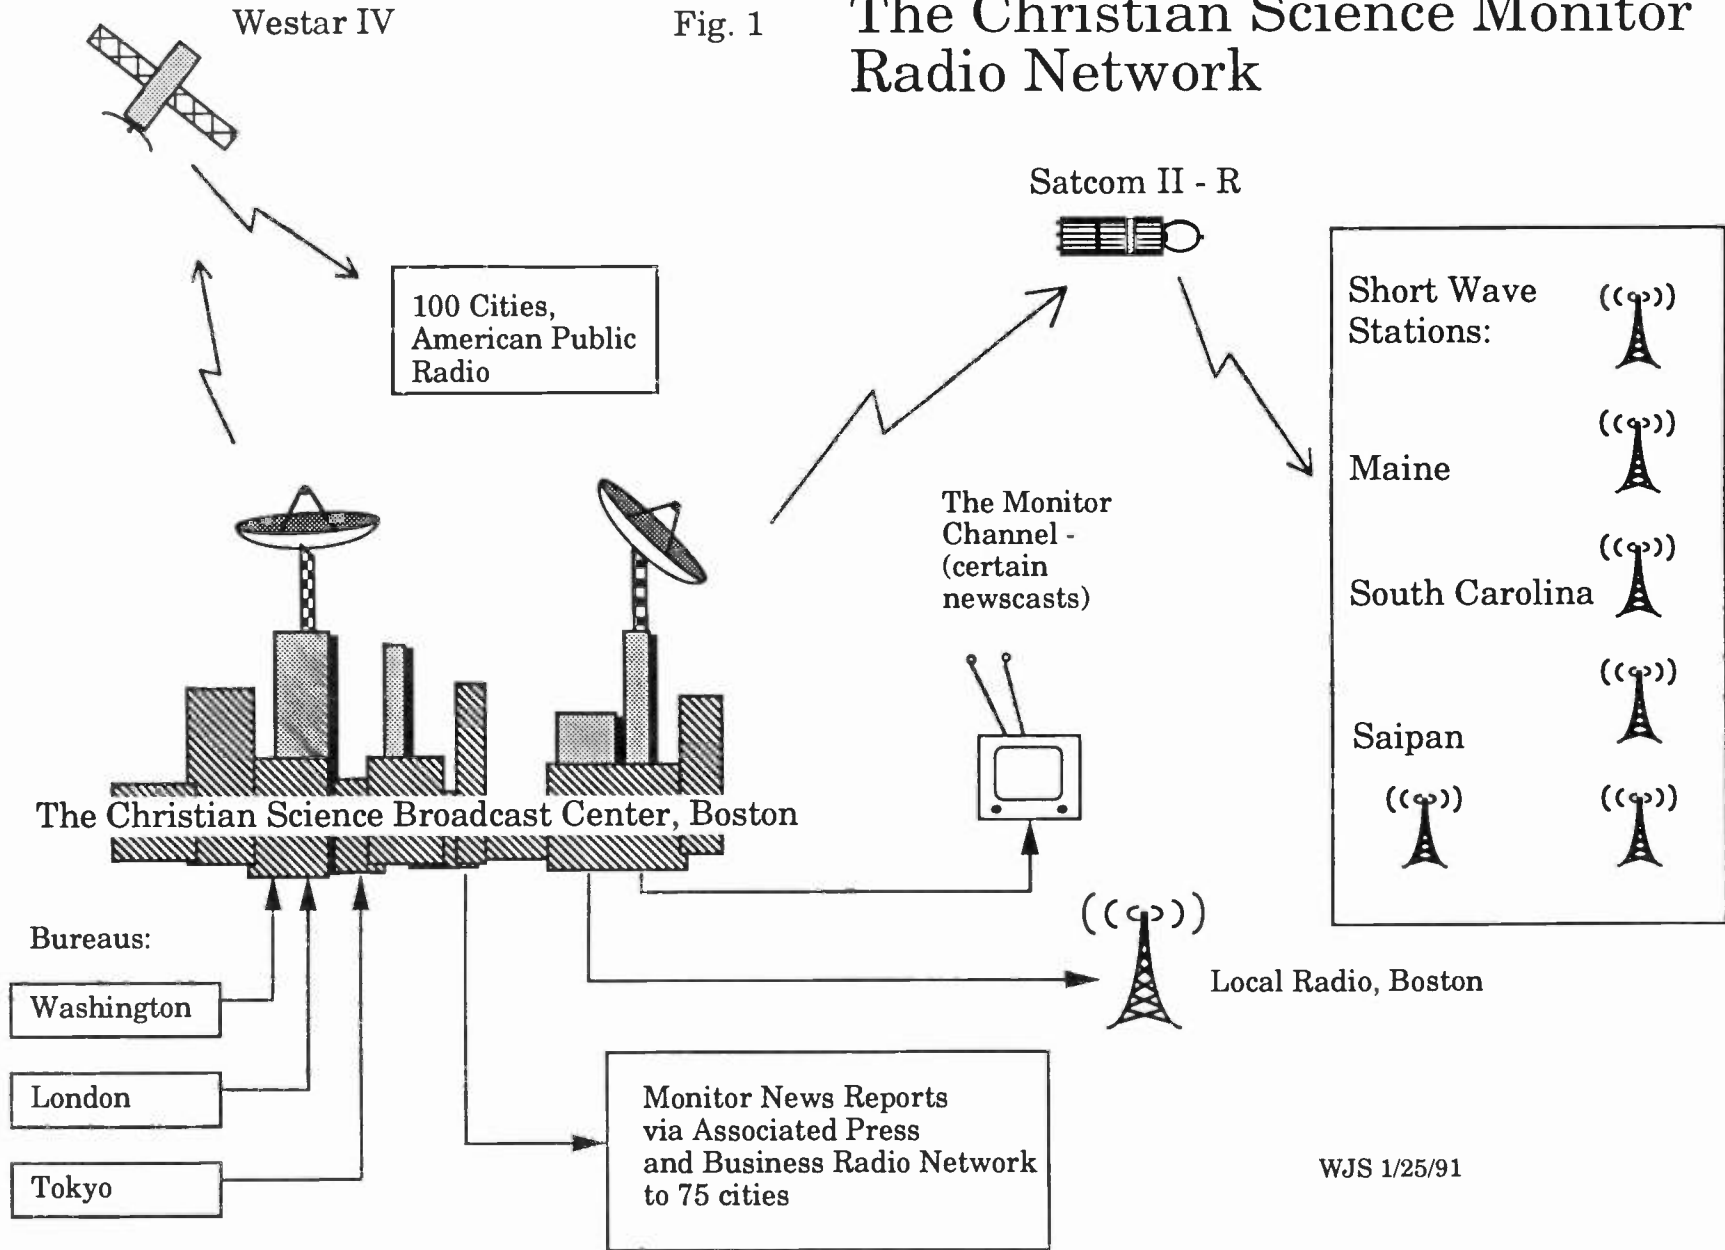 Westar IV
Fig. 1
The Christian Science Monitor
Radio Network
Satcom II - R
100 Cities,
American Public
Radio
Short Wave
Stations:
Maine
South Carolina
Saipan
The Monitor
Channel -
(certain
newscasts)
The Christian Science Broadcast Center, Boston
Bureaus:
Washington
London
Tokyo
Local Radio, Boston
Monitor News Reports
via Associated Press
and Business Radio Network
to 75 cities
WJS 1/25/91